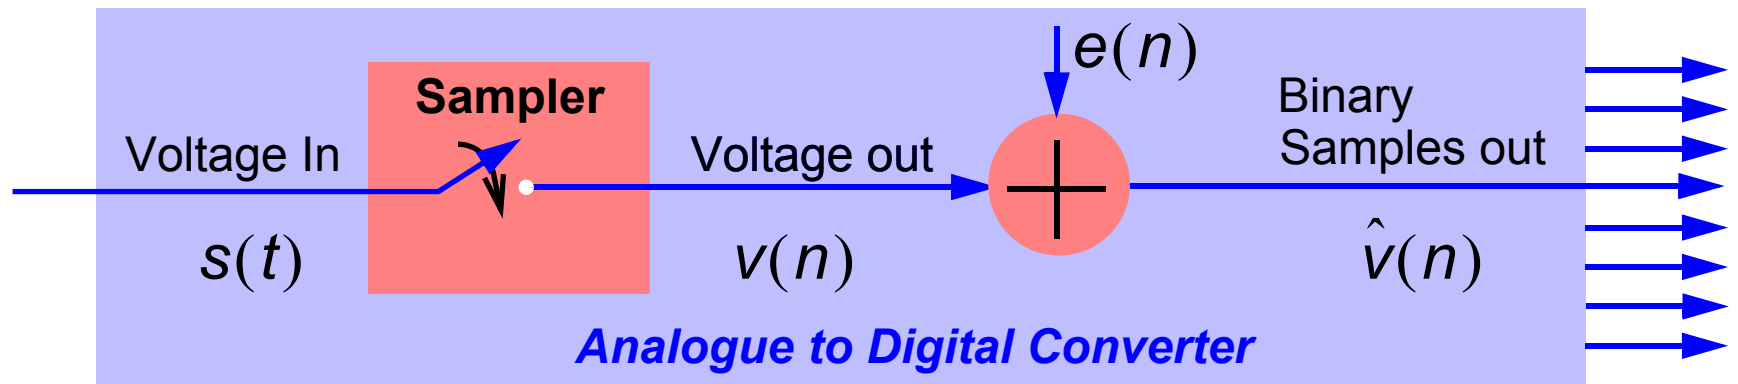 Sampler
Voltage In
s(t)
Voltage out
v(n)
e(n)
Binary
Samples out
v̂(n)
Analogue to Digital Converter